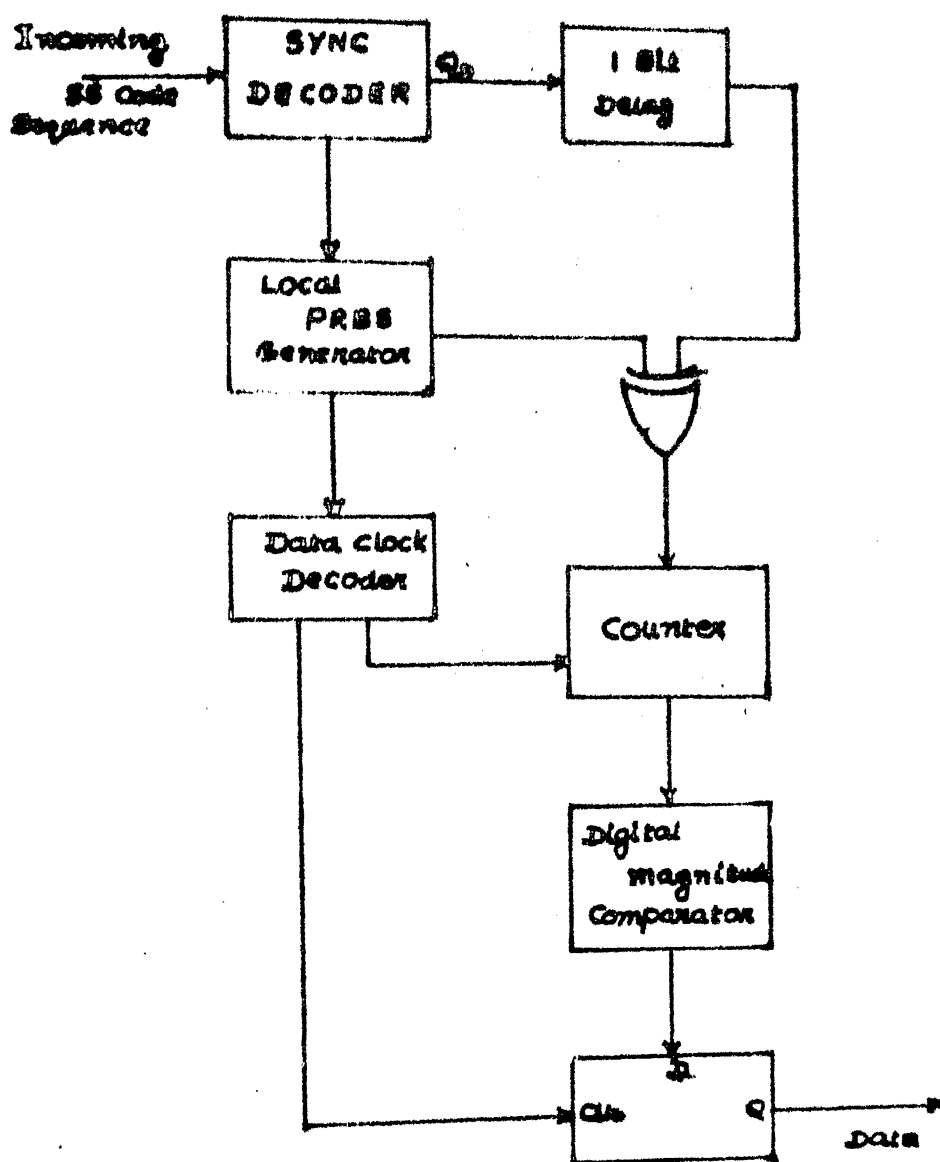 Incoming
SS Code
Sequence
SYNC
DECODER
Q0
1 Bit
Delay
Local
PRBS
Generator
Data Clock
Decoder
Counter
Digital
Magnitude
Comparator
D
Clk
Q
Data